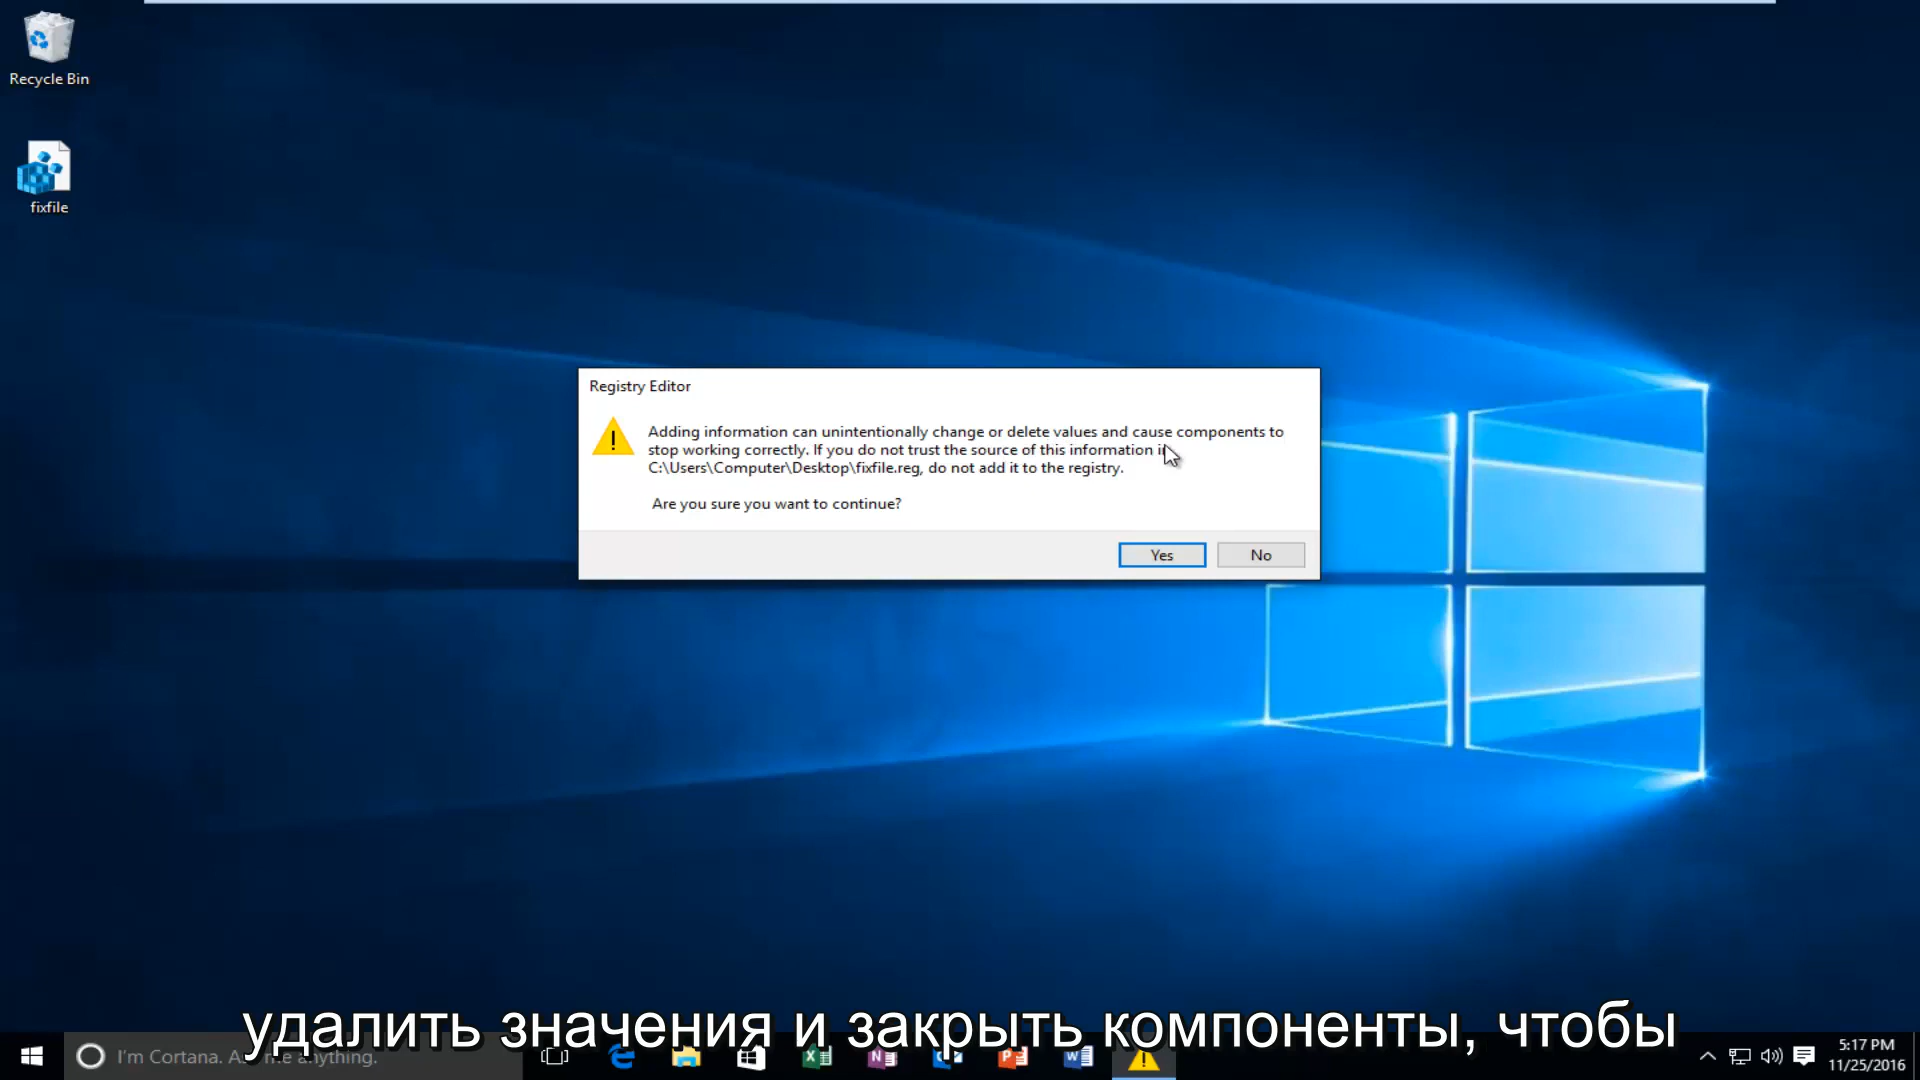 Recycle Bin
fixfile
Registry Editor
Adding information can unintentionally change or delete values and cause components to
stop working correctly. If you do not trust the source of this information
C:\Users\Computer\Desktop\fixfile.reg, do not add it to the registry.
Are you sure you want to continue?
Yes
No
удалить значения и закрыть компоненты, чтобы
I'm Cortana. anything.
5:17 PM
11/25/2016